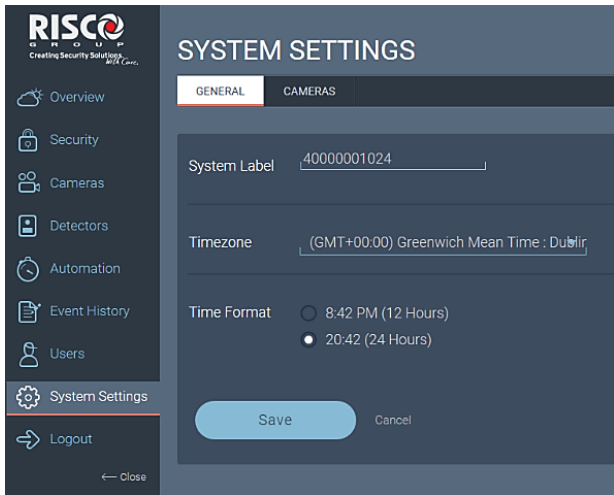 RISCO
GROUP
Creating Security Solutions
With Care.
Overview
Security
Cameras
Detectors
Automation
Event History
Users
System Settings
Logout
← Close
SYSTEM SETTINGS
GENERAL CAMERAS
System Label 40000001024
Timezone (GMT+00:00) Greenwich Mean Time : Dublin
Time Format 8:42 PM (12 Hours)
20:42 (24 Hours)
Save Cancel